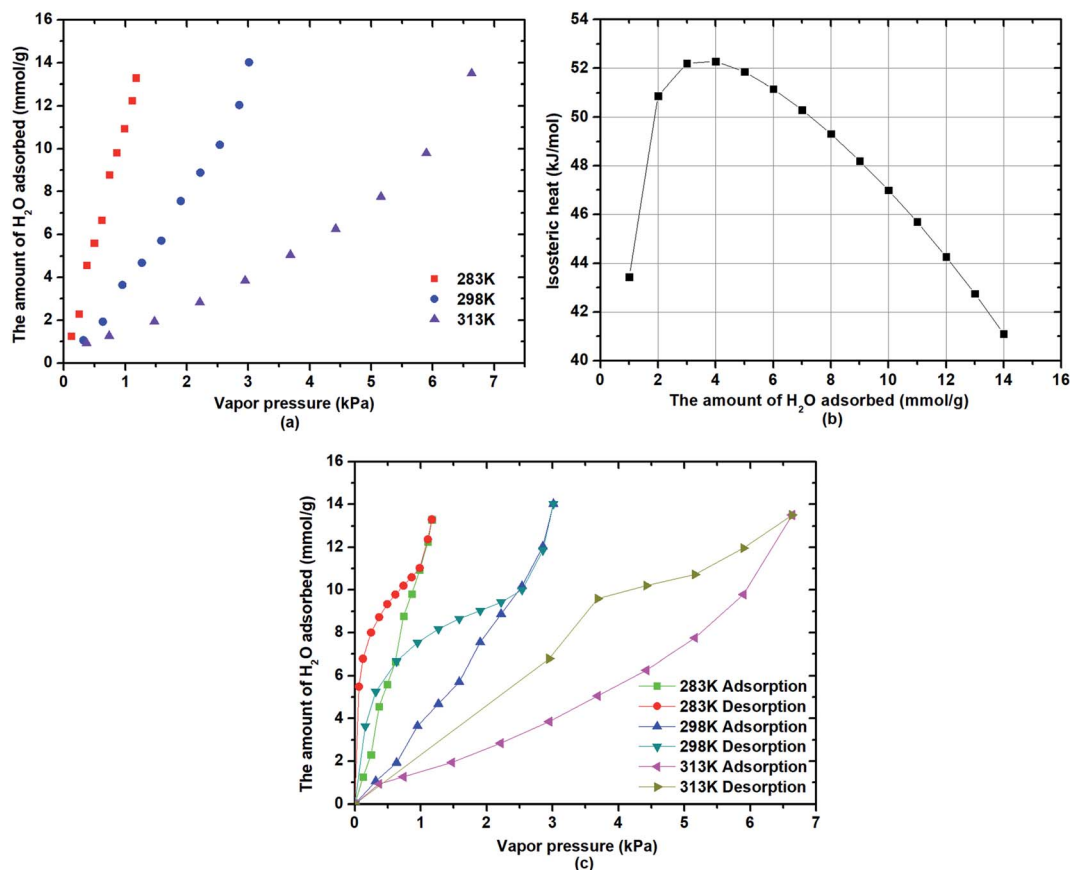 16
14
12
10
8
6
4
2
0
The amount of H₂O adsorbed (mmol/g)
283K
298K
313K
0 1 2 3 4 5 6 7
Vapor pressure (kPa)
(a)
54
52
50
48
46
44
42
40
Isosteric heat (kJ/mol)
0 2 4 6 8 10 12 14 16
The amount of H₂O adsorbed (mmol/g)
(b)
16
14
12
10
8
6
4
2
0
The amount of H₂O adsorbed (mmol/g)
283K Adsorption
283K Desorption
298K Adsorption
298K Desorption
313K Adsorption
313K Desorption
0 1 2 3 4 5 6 7
Vapor pressure (kPa)
(c)